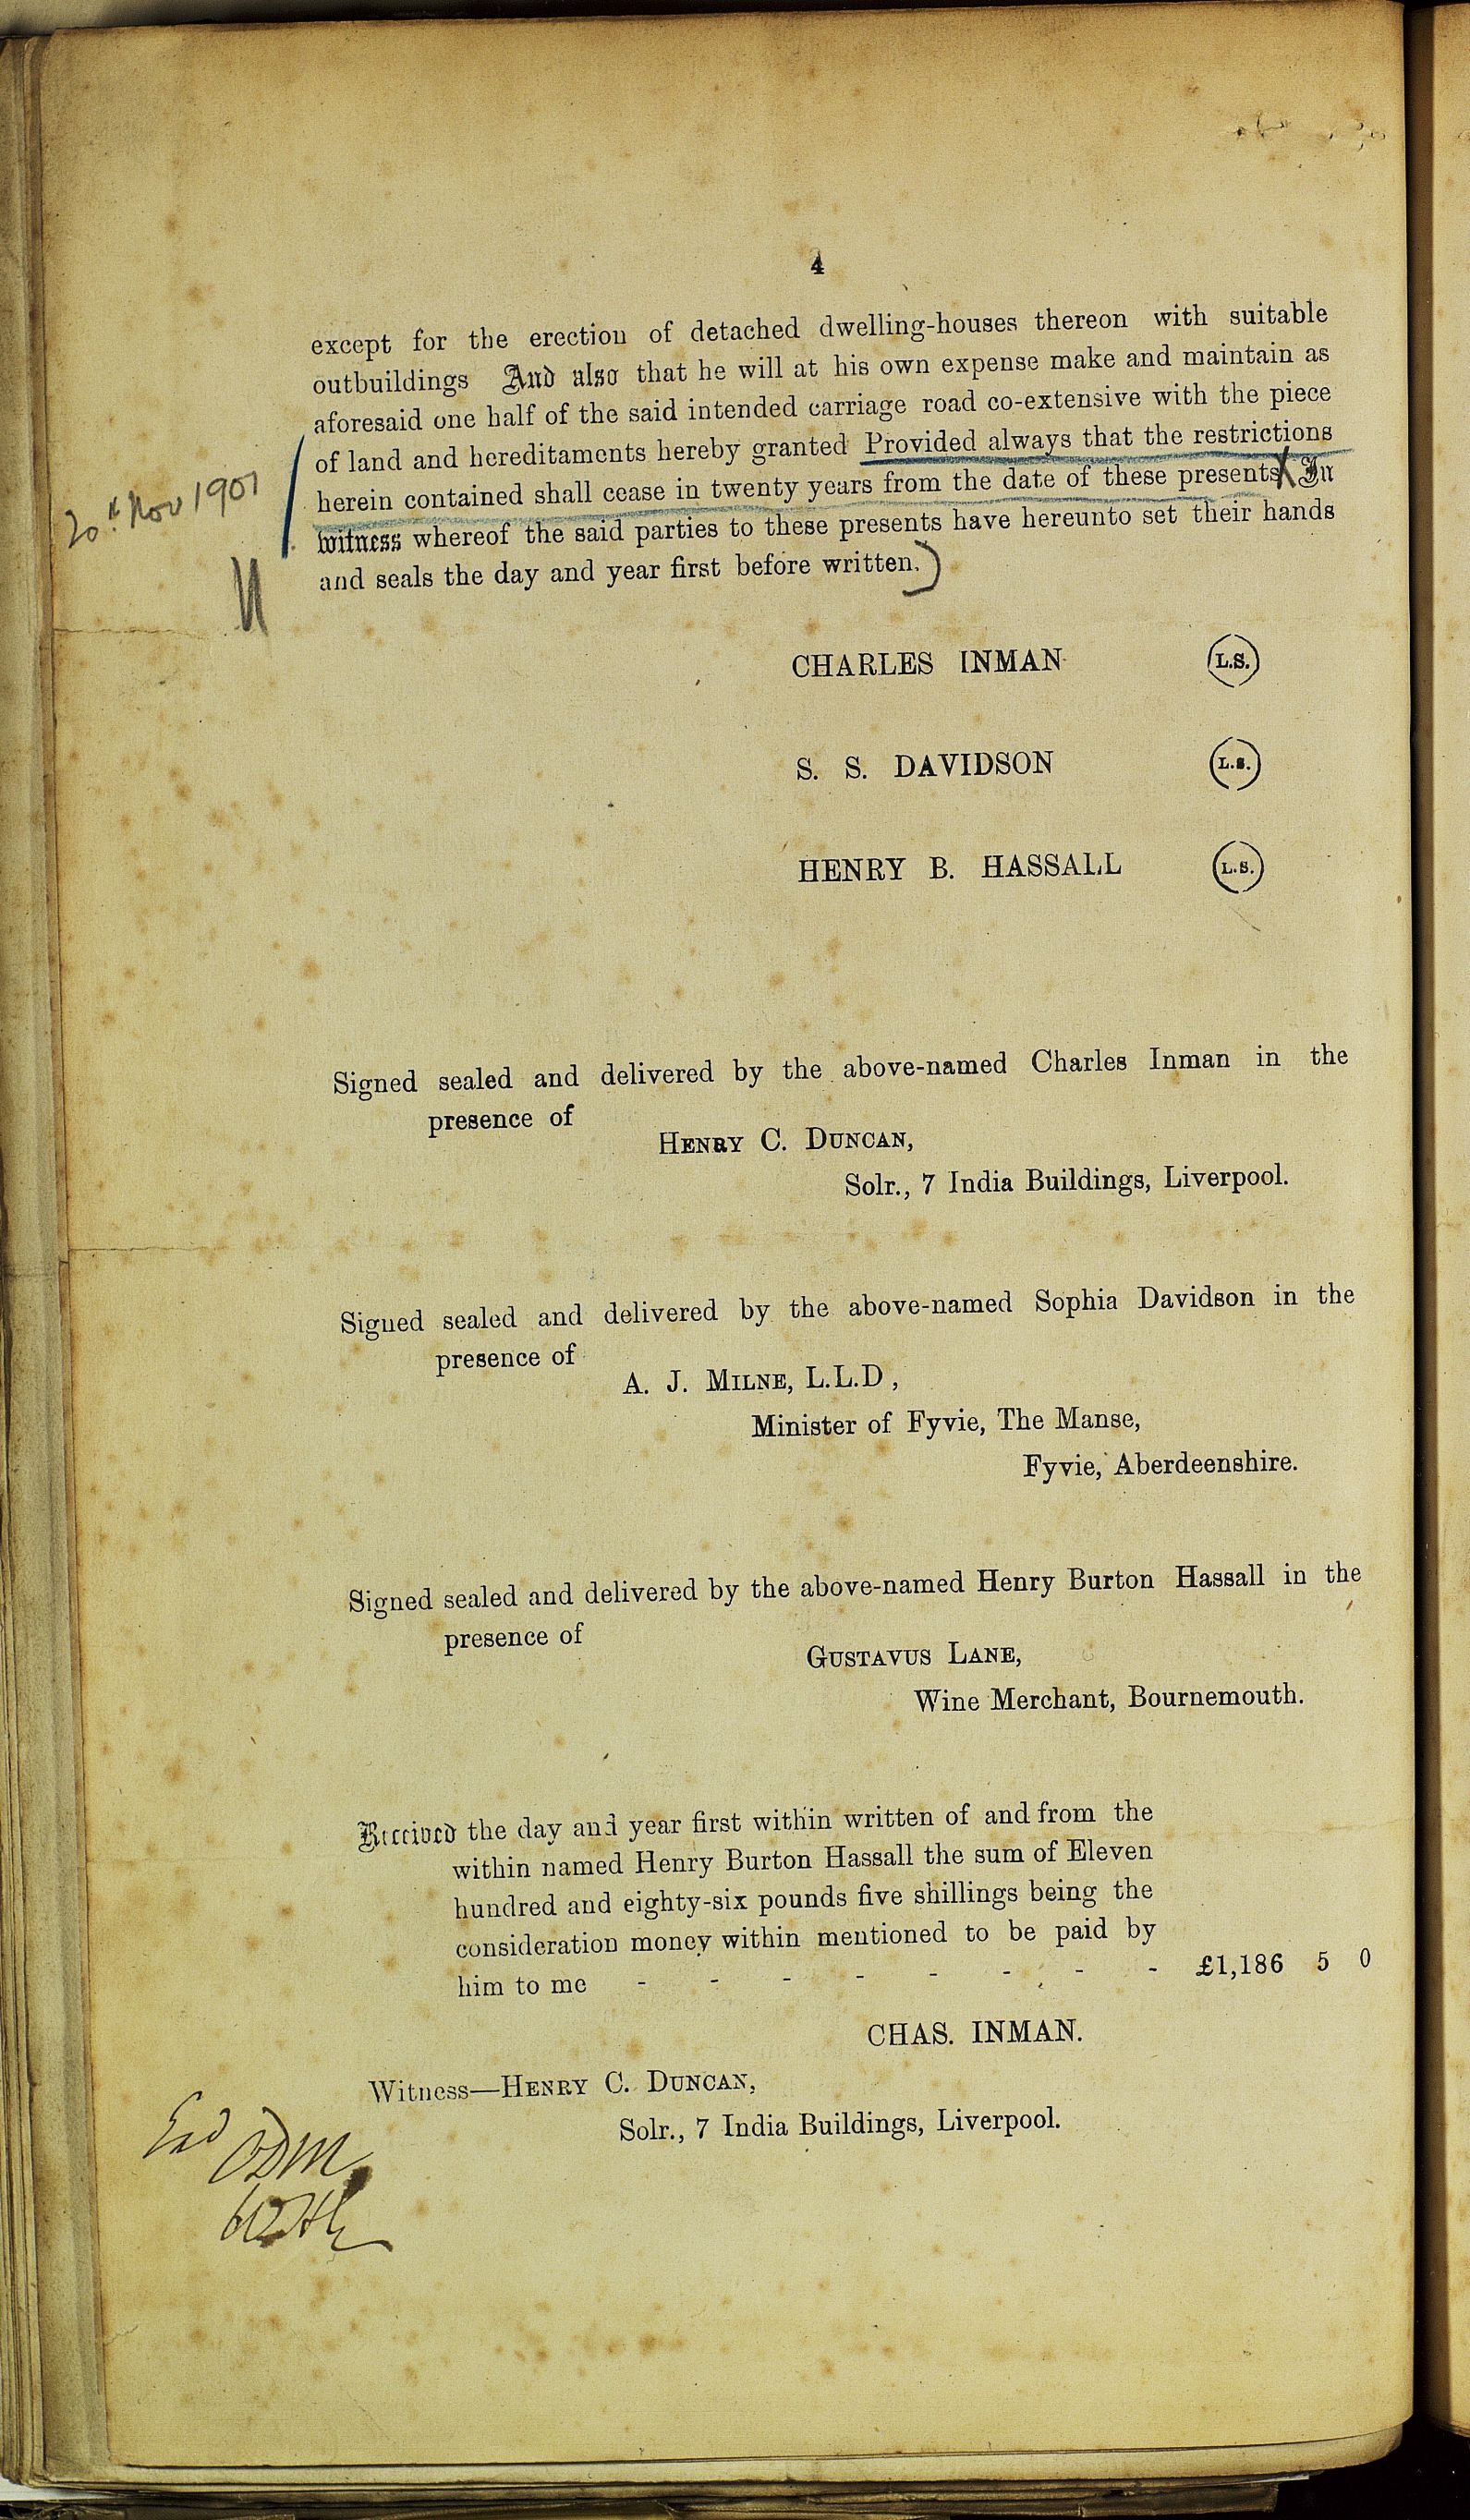 4
except for the erection of detached dwelling-houses thereon with suitable
outbuildings And also that he will at his own expense make and maintain as
aforesaid one half of the said intended carriage road co-extensive with the piece
of land and hereditaments hereby granted Provided always that the restrictions
herein contained shall cease in twenty years from the date of these presents In
witness whereof the said parties to these presents have hereunto set their hands
and seals the day and year first before written.)
20th Nov 1901
CHARLES INMAN (L.S.)
S. S. DAVIDSON (L.S.)
HENRY B. HASSALL (L.S.)
Signed sealed and delivered by the above-named Charles Inman in the
presence of
HENRY C. DUNCAN,
Solr., 7 India Buildings, Liverpool.
Signed sealed and delivered by the above-named Sophia Davidson in the
presence of
A. J. MILNE, L.L.D,
Minister of Fyvie, The Manse,
Fyvie, Aberdeenshire.
Signed sealed and delivered by the above-named Henry Burton Hassall in the
presence of
GUSTAVUS LANE,
Wine Merchant, Bournemouth.
Received the day and year first within written of and from the
within named Henry Burton Hassall the sum of Eleven
hundred and eighty-six pounds five shillings being the
consideration money within mentioned to be paid by
him to me - - - - - - - - £1,186 5 0
CHAS. INMAN.
Witness—HENRY C. DUNCAN,
Solr., 7 India Buildings, Liverpool.